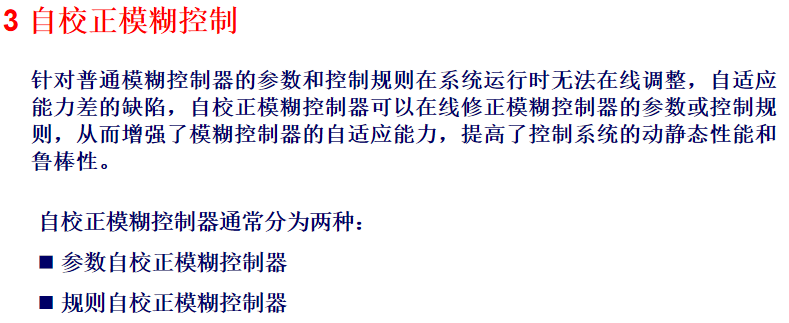 3 自校正模糊控制
针对普通模糊控制器的参数和控制规则在系统运行时无法在线调整，自适应
能力差的缺陷，自校正模糊控制器可以在线修正模糊控制器的参数或控制规
则，从而增强了模糊控制器的自适应能力，提高了控制系统的动静态性能和
鲁棒性。
自校正模糊控制器通常分为两种：
■ 参数自校正模糊控制器
■ 规则自校正模糊控制器